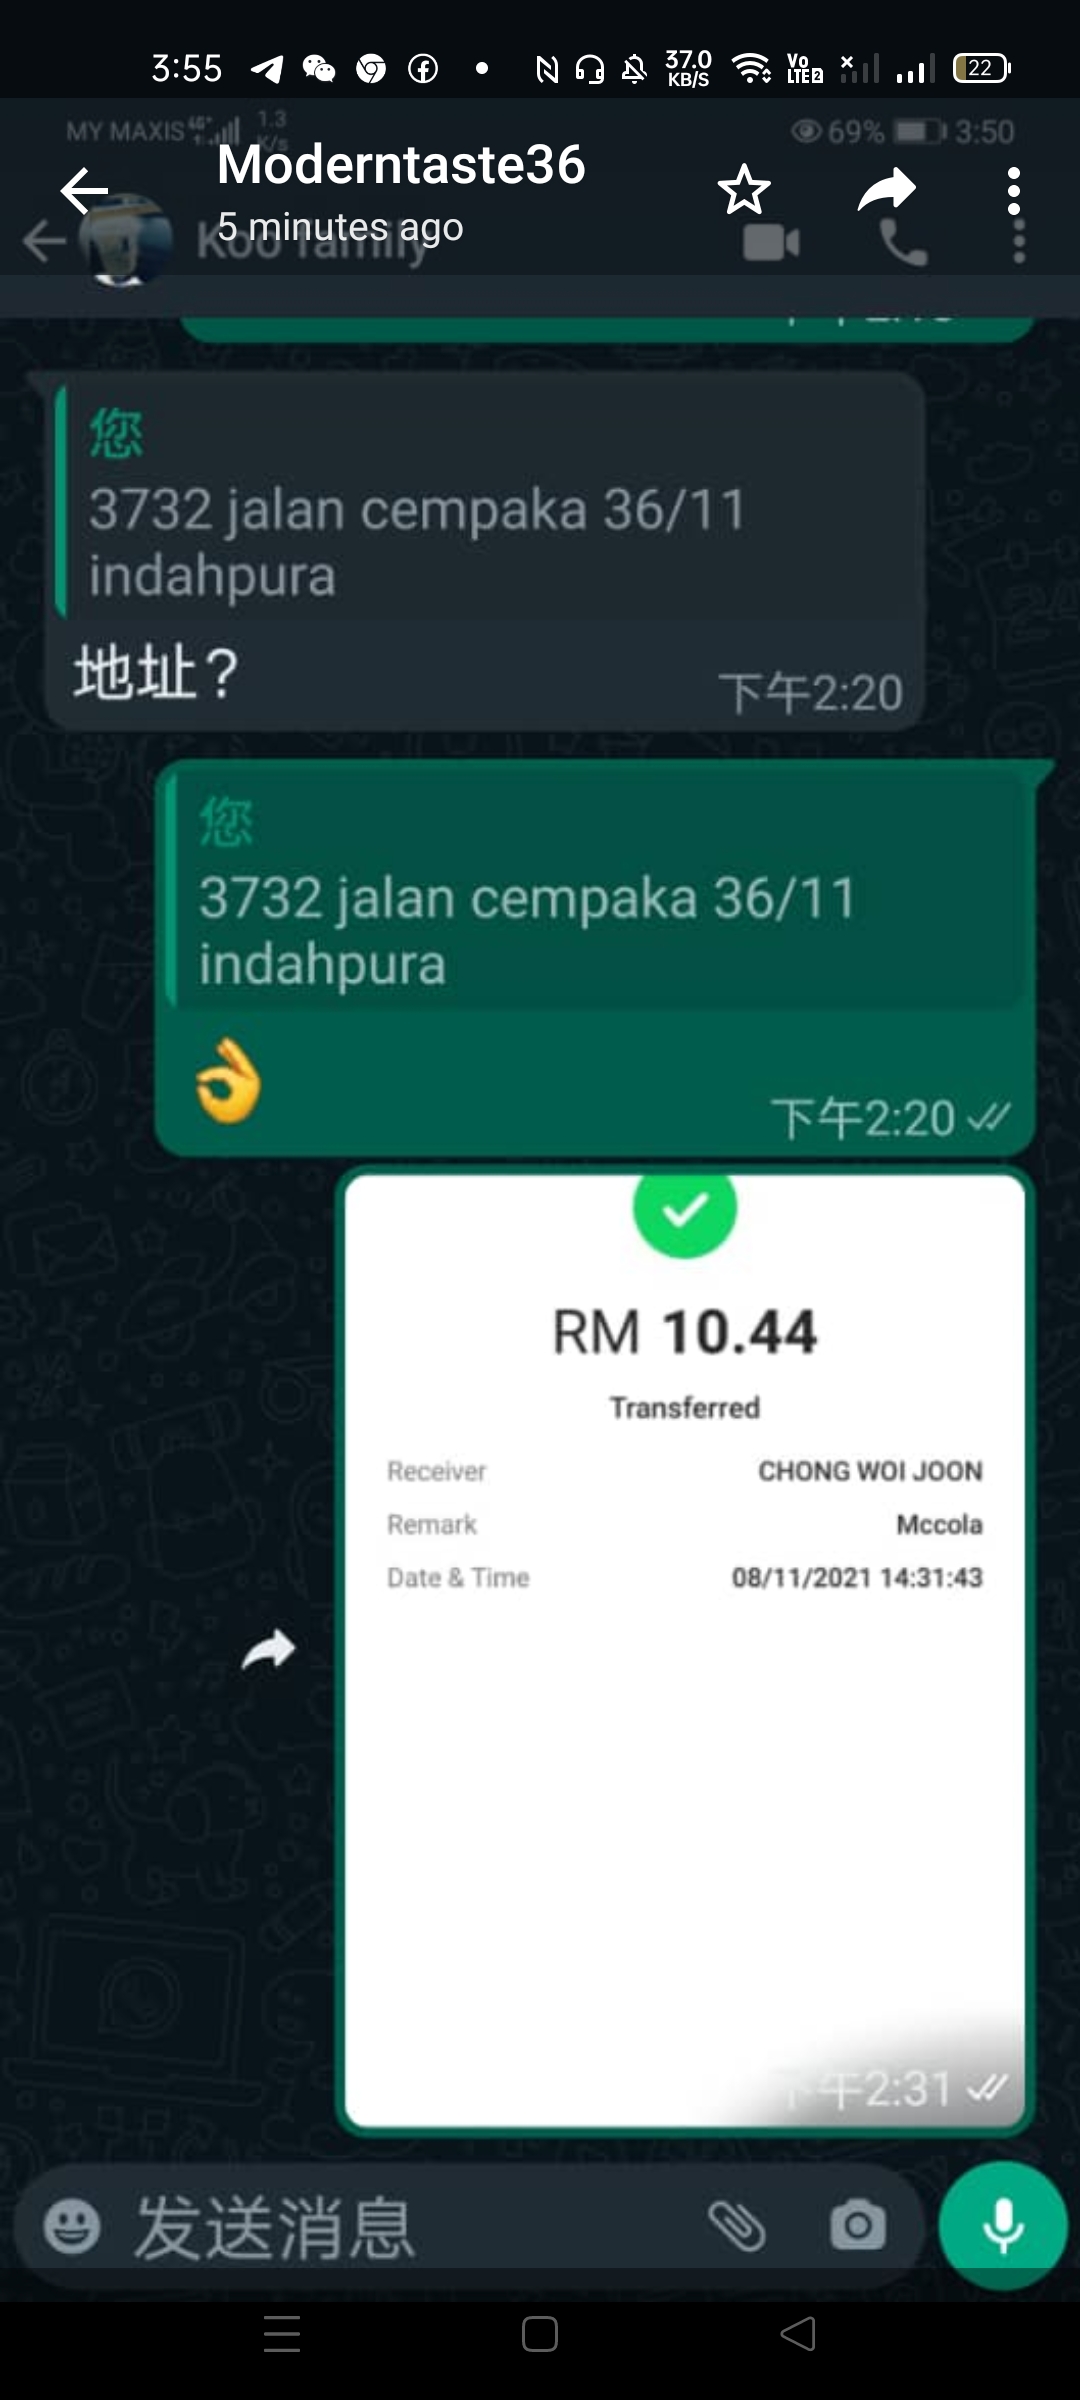 3:55
37.0
KB/S
Vo
LTE2
22
MY MAXIS
1.3
K/s
69%
3:50
Moderntaste36
5 minutes ago
Koo family
您
3732 jalan cempaka 36/11
indahpura
地址？
下午2:20
您
3732 jalan cempaka 36/11
indahpura
下午2:20
RM 10.44
Transferred
Receiver CHONG WOI JOON
Remark Mccola
Date & Time 08/11/2021 14:31:43
下午2:31
发送消息